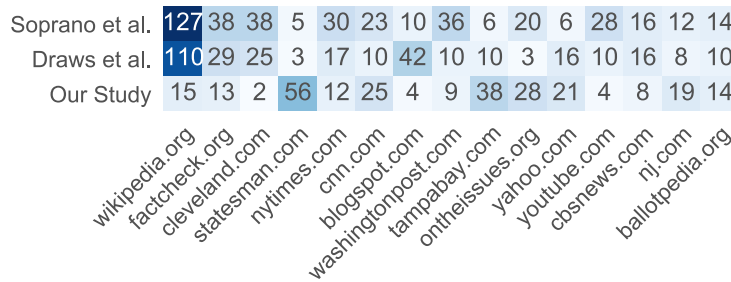 Soprano et al. 127 38 38 5 30 23 10 36 6 20 6 28 16 12 14
Draws et al. 110 29 25 3 17 10 42 10 10 3 16 10 16 8 10
Our Study 15 13 2 56 12 25 4 9 38 28 21 4 8 19 14
wikipedia.org
factcheck.org
cleveland.com
statesman.com
nytimes.com
cnn.com
blogspot.com
washingtonpost.com
tampabay.com
ontheissues.org
yahoo.com
youtube.com
cbsnews.com
nj.com
ballotpedia.org